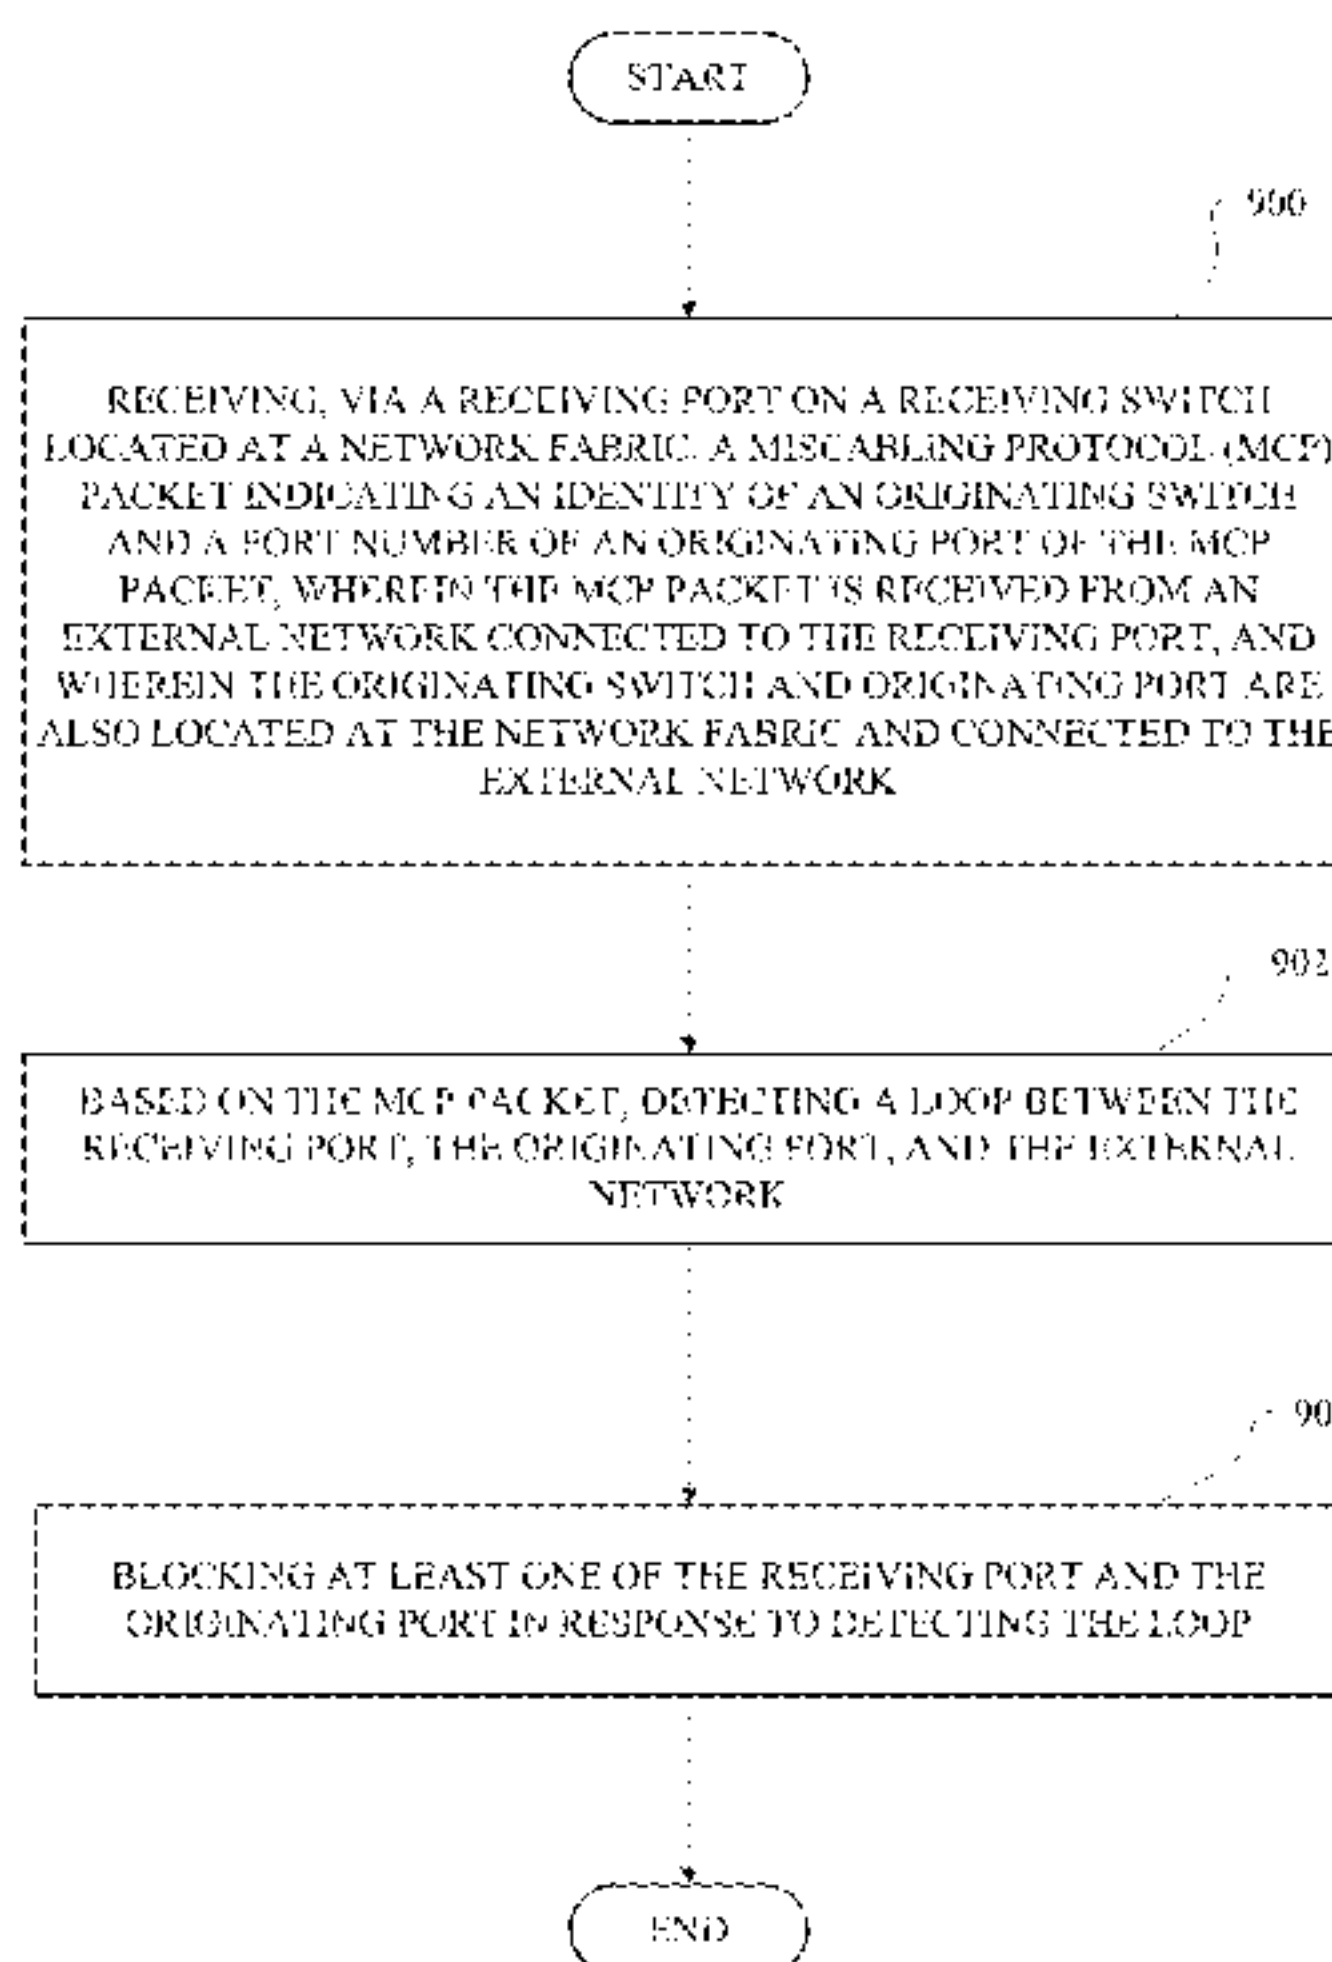 START
900
RECEIVING, VIA A RECEIVING PORT ON A RECEIVING SWITCH
LOCATED AT A NETWORK FABRIC, A MISCABLING PROTOCOL (MCP)
PACKET INDICATING AN IDENTITY OF AN ORIGINATING SWITCH
AND A PORT NUMBER OF AN ORIGINATING PORT OF THE MCP
PACKET, WHEREIN THE MCP PACKET IS RECEIVED FROM AN
EXTERNAL NETWORK CONNECTED TO THE RECEIVING PORT, AND
WHEREIN THE ORIGINATING SWITCH AND ORIGINATING PORT ARE
ALSO LOCATED AT THE NETWORK FABRIC AND CONNECTED TO THE
EXTERNAL NETWORK
902
BASED ON THE MCP PACKET, DETECTING A LOOP BETWEEN THE
RECEIVING PORT, THE ORIGINATING PORT, AND THE EXTERNAL
NETWORK
90
BLOCKING AT LEAST ONE OF THE RECEIVING PORT AND THE
ORIGINATING PORT IN RESPONSE TO DETECTING THE LOOP
END